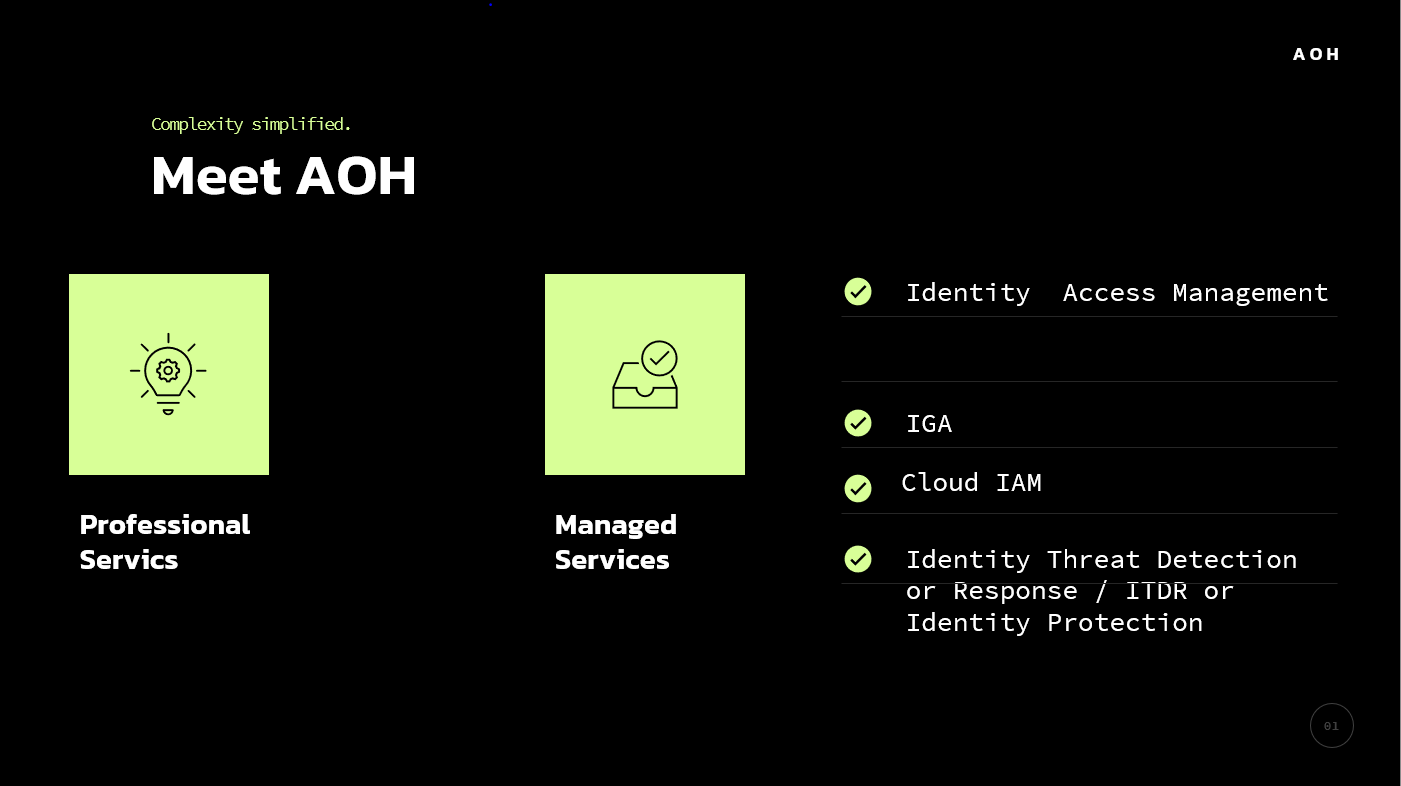 AOH
Complexity simplified.
Meet AOH
Professional
Servics
Managed
Services
Identity  Access Management
IGA
Cloud IAM
Identity Threat Detection
or Response / ITDR or
Identity Protection
01